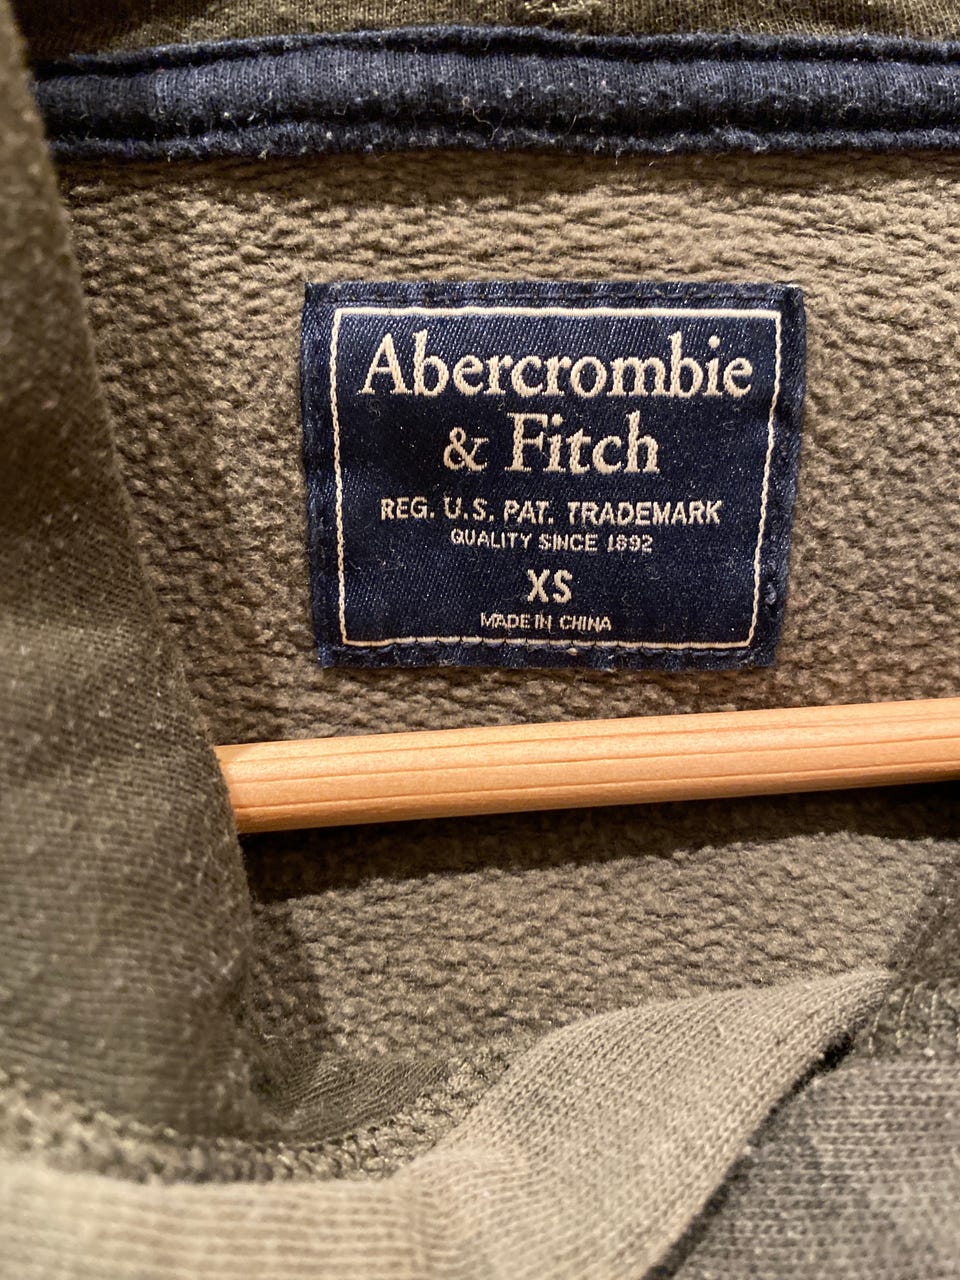 Abercrombie
& Fitch
REG. U.S. PAT. TRADEMARK
QUALITY SINCE 1892
XS
MADE IN CHINA